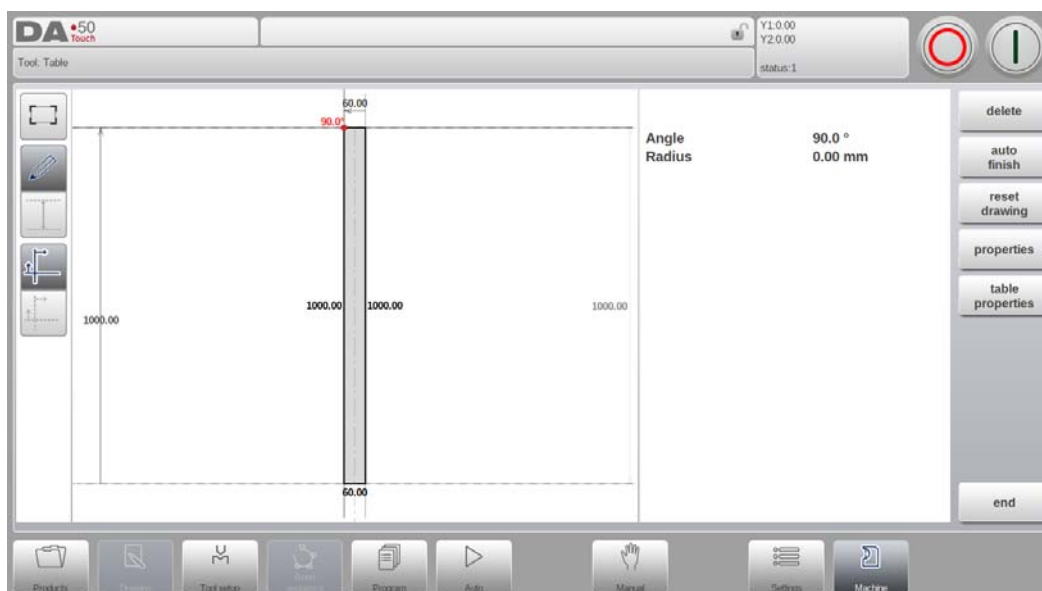 DA•50
Touch
Y1:0.00
Y2:0.00
status:1
Tool: Table
60.00
90.0°
1000.00
1000.00
1000.00
1000.00
60.00
Angle 90.0 °
Radius 0.00 mm
delete
auto
finish
reset
drawing
properties
table
properties
end
Products
Tool setup
Program
Auto
Manual
Settings
Machine